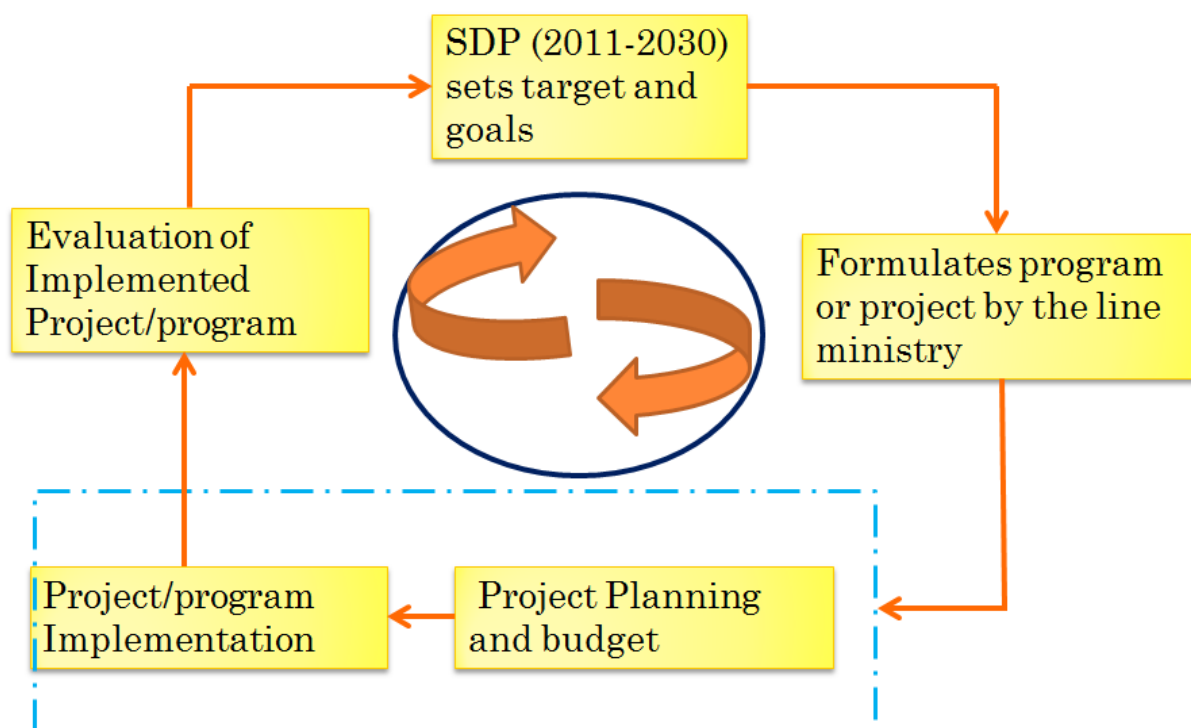 SDP (2011-2030)
sets target and
goals
Evaluation of
Implemented
Project/program
Formulates program
or project by the line
ministry
Project/program
Implementation
Project Planning
and budget